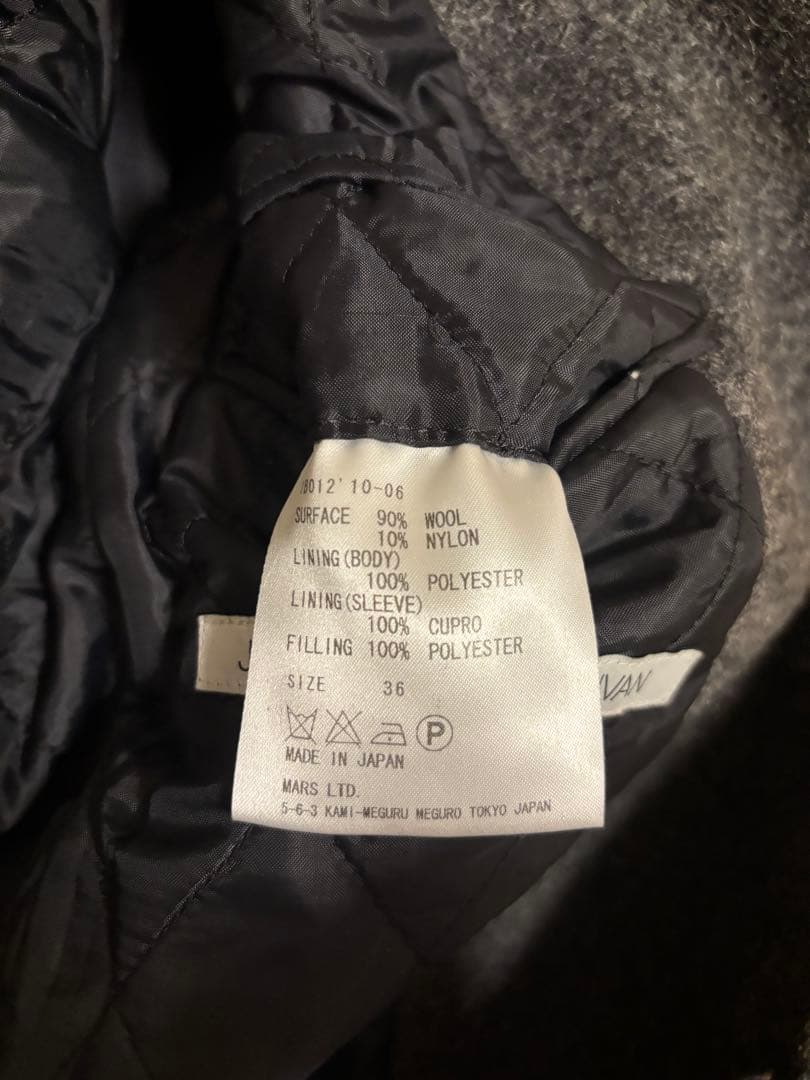 18012'10-06
SURFACE 90% WOOL
10% NYLON
LINING(BODY)
100% POLYESTER
LINING(SLEEVE)
100% CUPRO
FILLING 100% POLYESTER
SIZE 36
P
MADE IN JAPAN
MARS LTD.
5-6-3 KAMI-MEGURU MEGURO TOKYO JAPAN